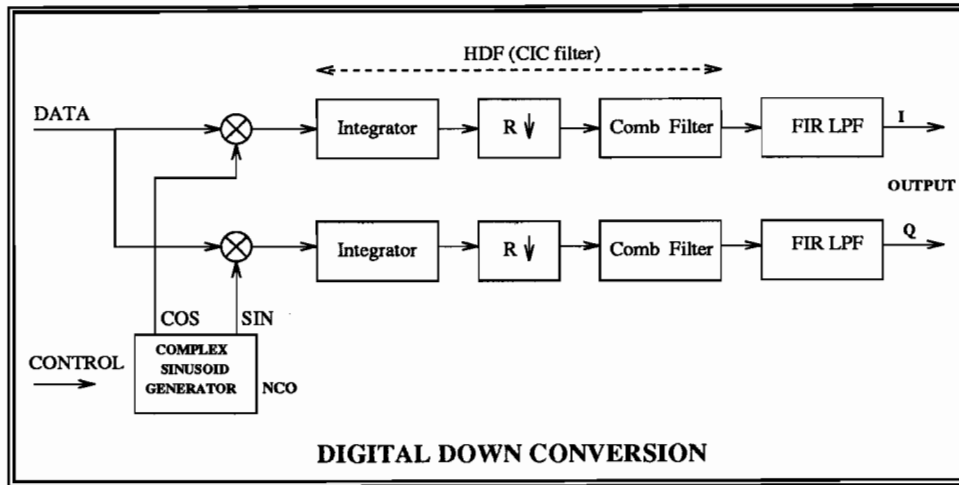 HDF (CIC filter)
DATA
Integrator
R
Comb Filter
FIR LPF
I
OUTPUT
Integrator
R
Comb Filter
FIR LPF
Q
COS
SIN
CONTROL
COMPLEX
SINUSOID
GENERATOR
NCO
DIGITAL DOWN CONVERSION